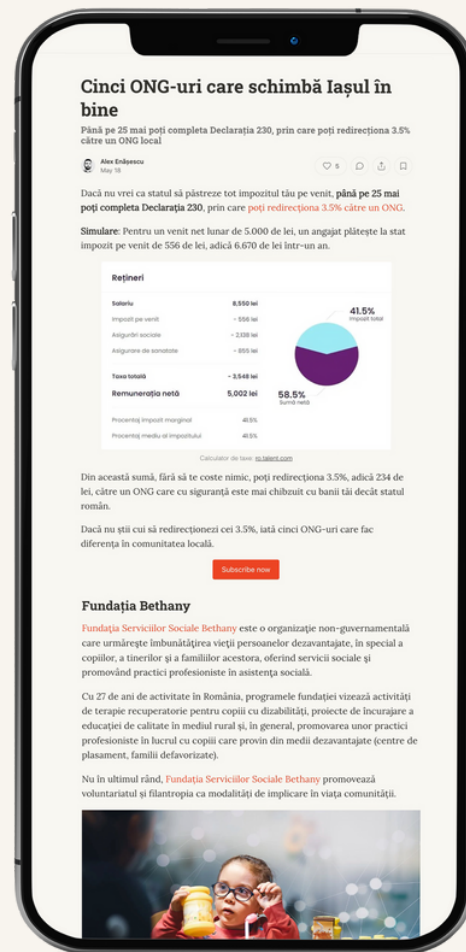 Cinci ONG-uri care schimbă Iașul în
bine
Până pe 25 mai poți completa Declarația 230, prin care poți redirecționa 3.5%
către un ONG local
Alex Enășescu
May 18
5
Dacă nu vrei ca statul să păstreze tot impozitul tău pe venit, până pe 25 mai
poți completa Declarația 230, prin care poți redirecționa 3.5% către un ONG.
Simulare: Pentru un venit net lunar de 5.000 de lei, un angajat plătește la stat
impozit pe venit de 556 de lei, adică 6.670 de lei într-un an.
Rețineri
Salariu 8,550 lei
Impozit pe venit - 556 lei
Asigurări sociale - 2,138 lei
Asigurare de sanatate - 855 lei
Taxa totală - 3,548 lei
Remunerația netă 5,002 lei
Procentaj impozit marginal 41.5%
Procentaj mediu al impozitului 41.5%
41.5%
Impozit total
58.5%
Sumă netă
Calculator de taxe: ro.talent.com
Din această sumă, fără să te coste nimic, poți redirecționa 3.5%, adică 234 de
lei, către un ONG care cu siguranță este mai chibzuit cu banii tăi decât statul
român.
Dacă nu știi cui să redirecționezi cei 3.5%, iată cinci ONG-uri care fac
diferența în comunitatea locală.
Subscribe now
Fundația Bethany
Fundaţia Serviciilor Sociale Bethany este o organizaţie non-guvernamentală
care urmăreşte îmbunătăţirea vieţii persoanelor dezavantajate, în special a
copiilor, a tinerilor şi a familiilor acestora, oferind servicii sociale şi
promovând practici profesioniste în asistenţa socială.
Cu 27 de ani de activitate în România, programele fundației vizează activități
de terapie recuperatorie pentru copiii cu dizabilități, proiecte de încurajare a
educației de calitate în mediul rural și, în general, promovarea unor practici
profesioniste în lucrul cu copiii care provin din medii dezavantajate (centre de
plasament, familii defavorizate).
Nu în ultimul rând, Fundația Serviciilor Sociale Bethany promovează
voluntariatul și filantropia ca modalități de implicare în viața comunității.